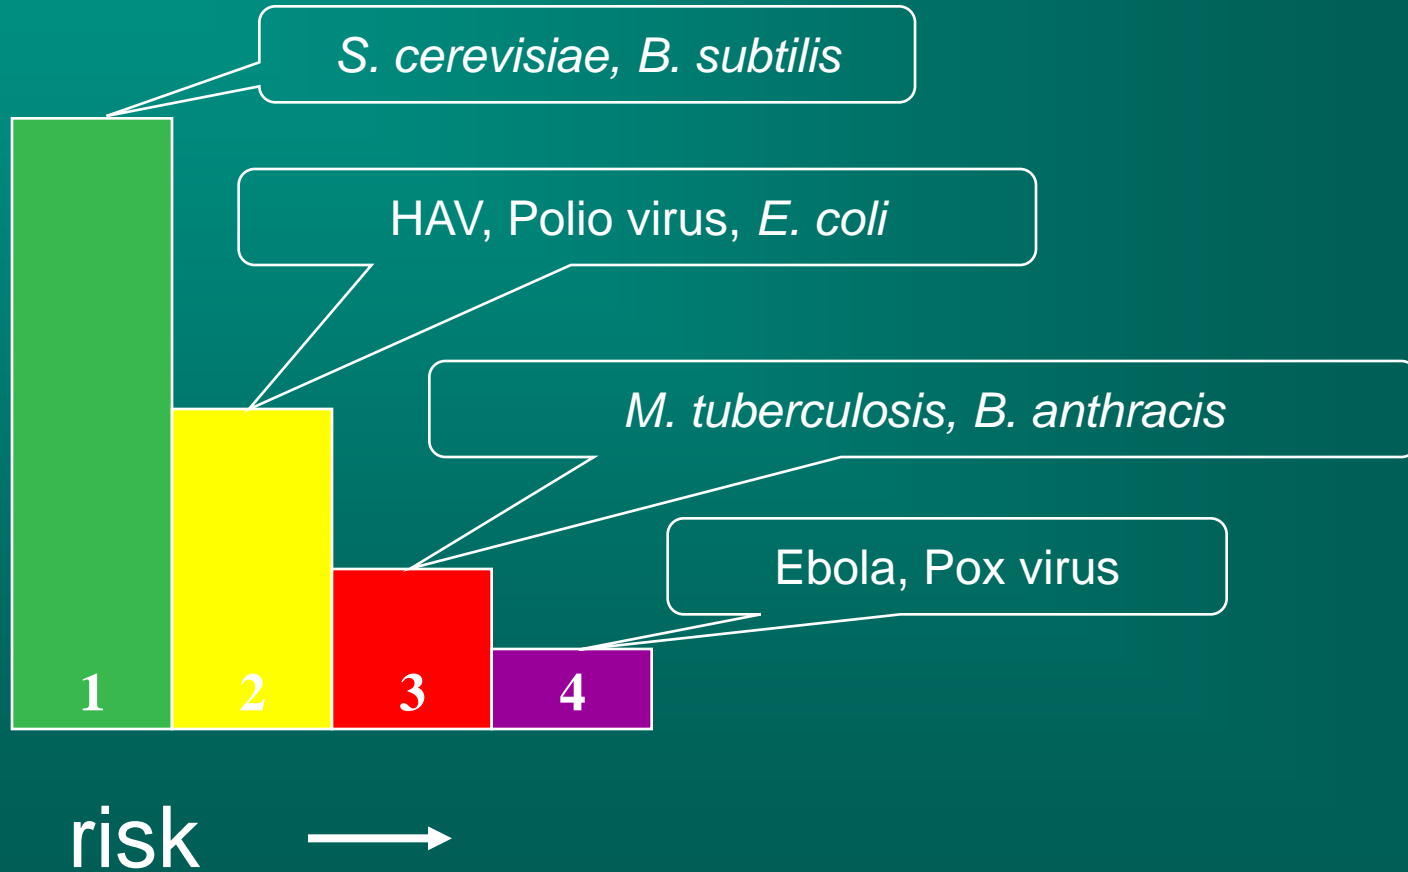 S. cerevisiae, B. subtilis
HAV, Polio virus, E. coli
M. tuberculosis, B. anthracis
Ebola, Pox virus
1 2 3 4
risk